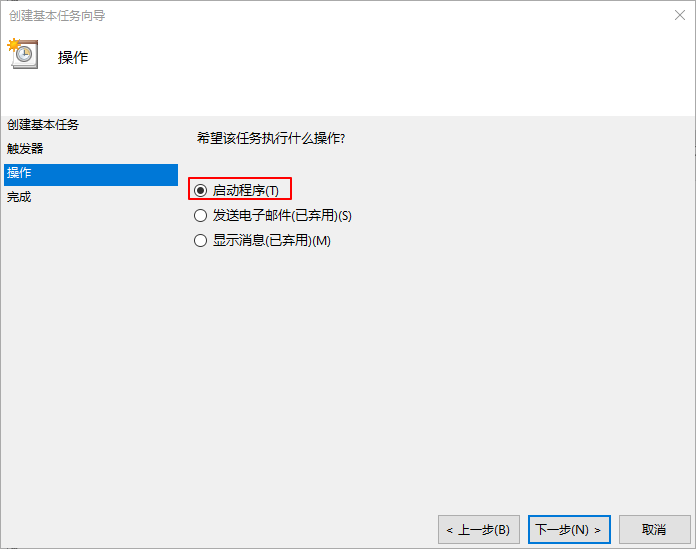 创建基本任务向导
操作
创建基本任务
触发器
操作
完成
希望该任务执行什么操作?
启动程序(T)
发送电子邮件(已弃用)(S)
显示消息(已弃用)(M)
< 上一步(B)
下一步(N) >
取消